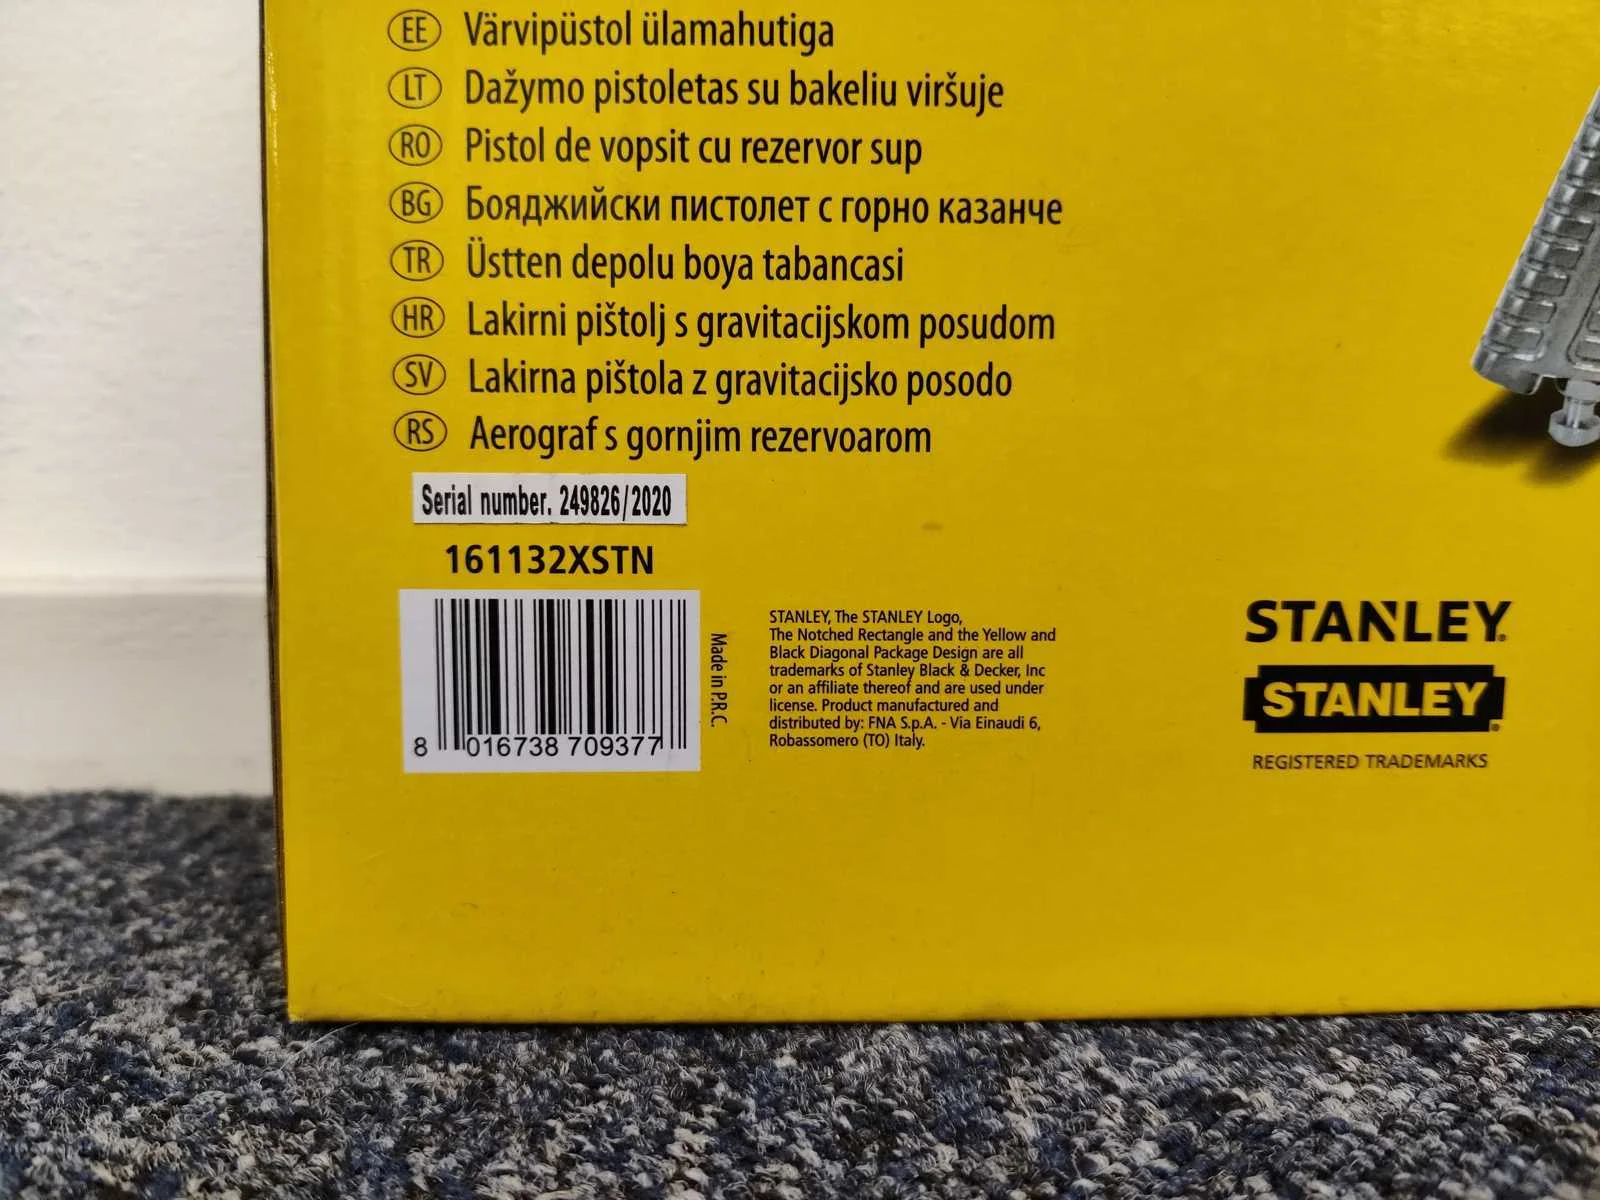 EE Värvipüstol ülamahutiga
LT Dažymo pistoletas su bakeliu viršuje
RO Pistol de vopsit cu rezervor sup
BG Бояджийски пистолет с горно казанче
TR Üstten depolu boya tabancasi
HR Lakirni pištolj s gravitacijskom posudom
SV Lakirna pištola z gravitacijsko posodo
RS Aerograf s gornjim rezervoarom
Serial number. 249826/2020
161132XSTN
8 016738 709377
Made in P.R.C.
STANLEY, The STANLEY Logo,
The Notched Rectangle and the Yellow and
Black Diagonal Package Design are all
trademarks of Stanley Black & Decker, Inc
or an affiliate thereof and are used under
license. Product manufactured and
distributed by: FNA S.p.A. - Via Einaudi 6,
Robassomero (TO) Italy.
STANLEY®
STANLEY®
REGISTERED TRADEMARKS